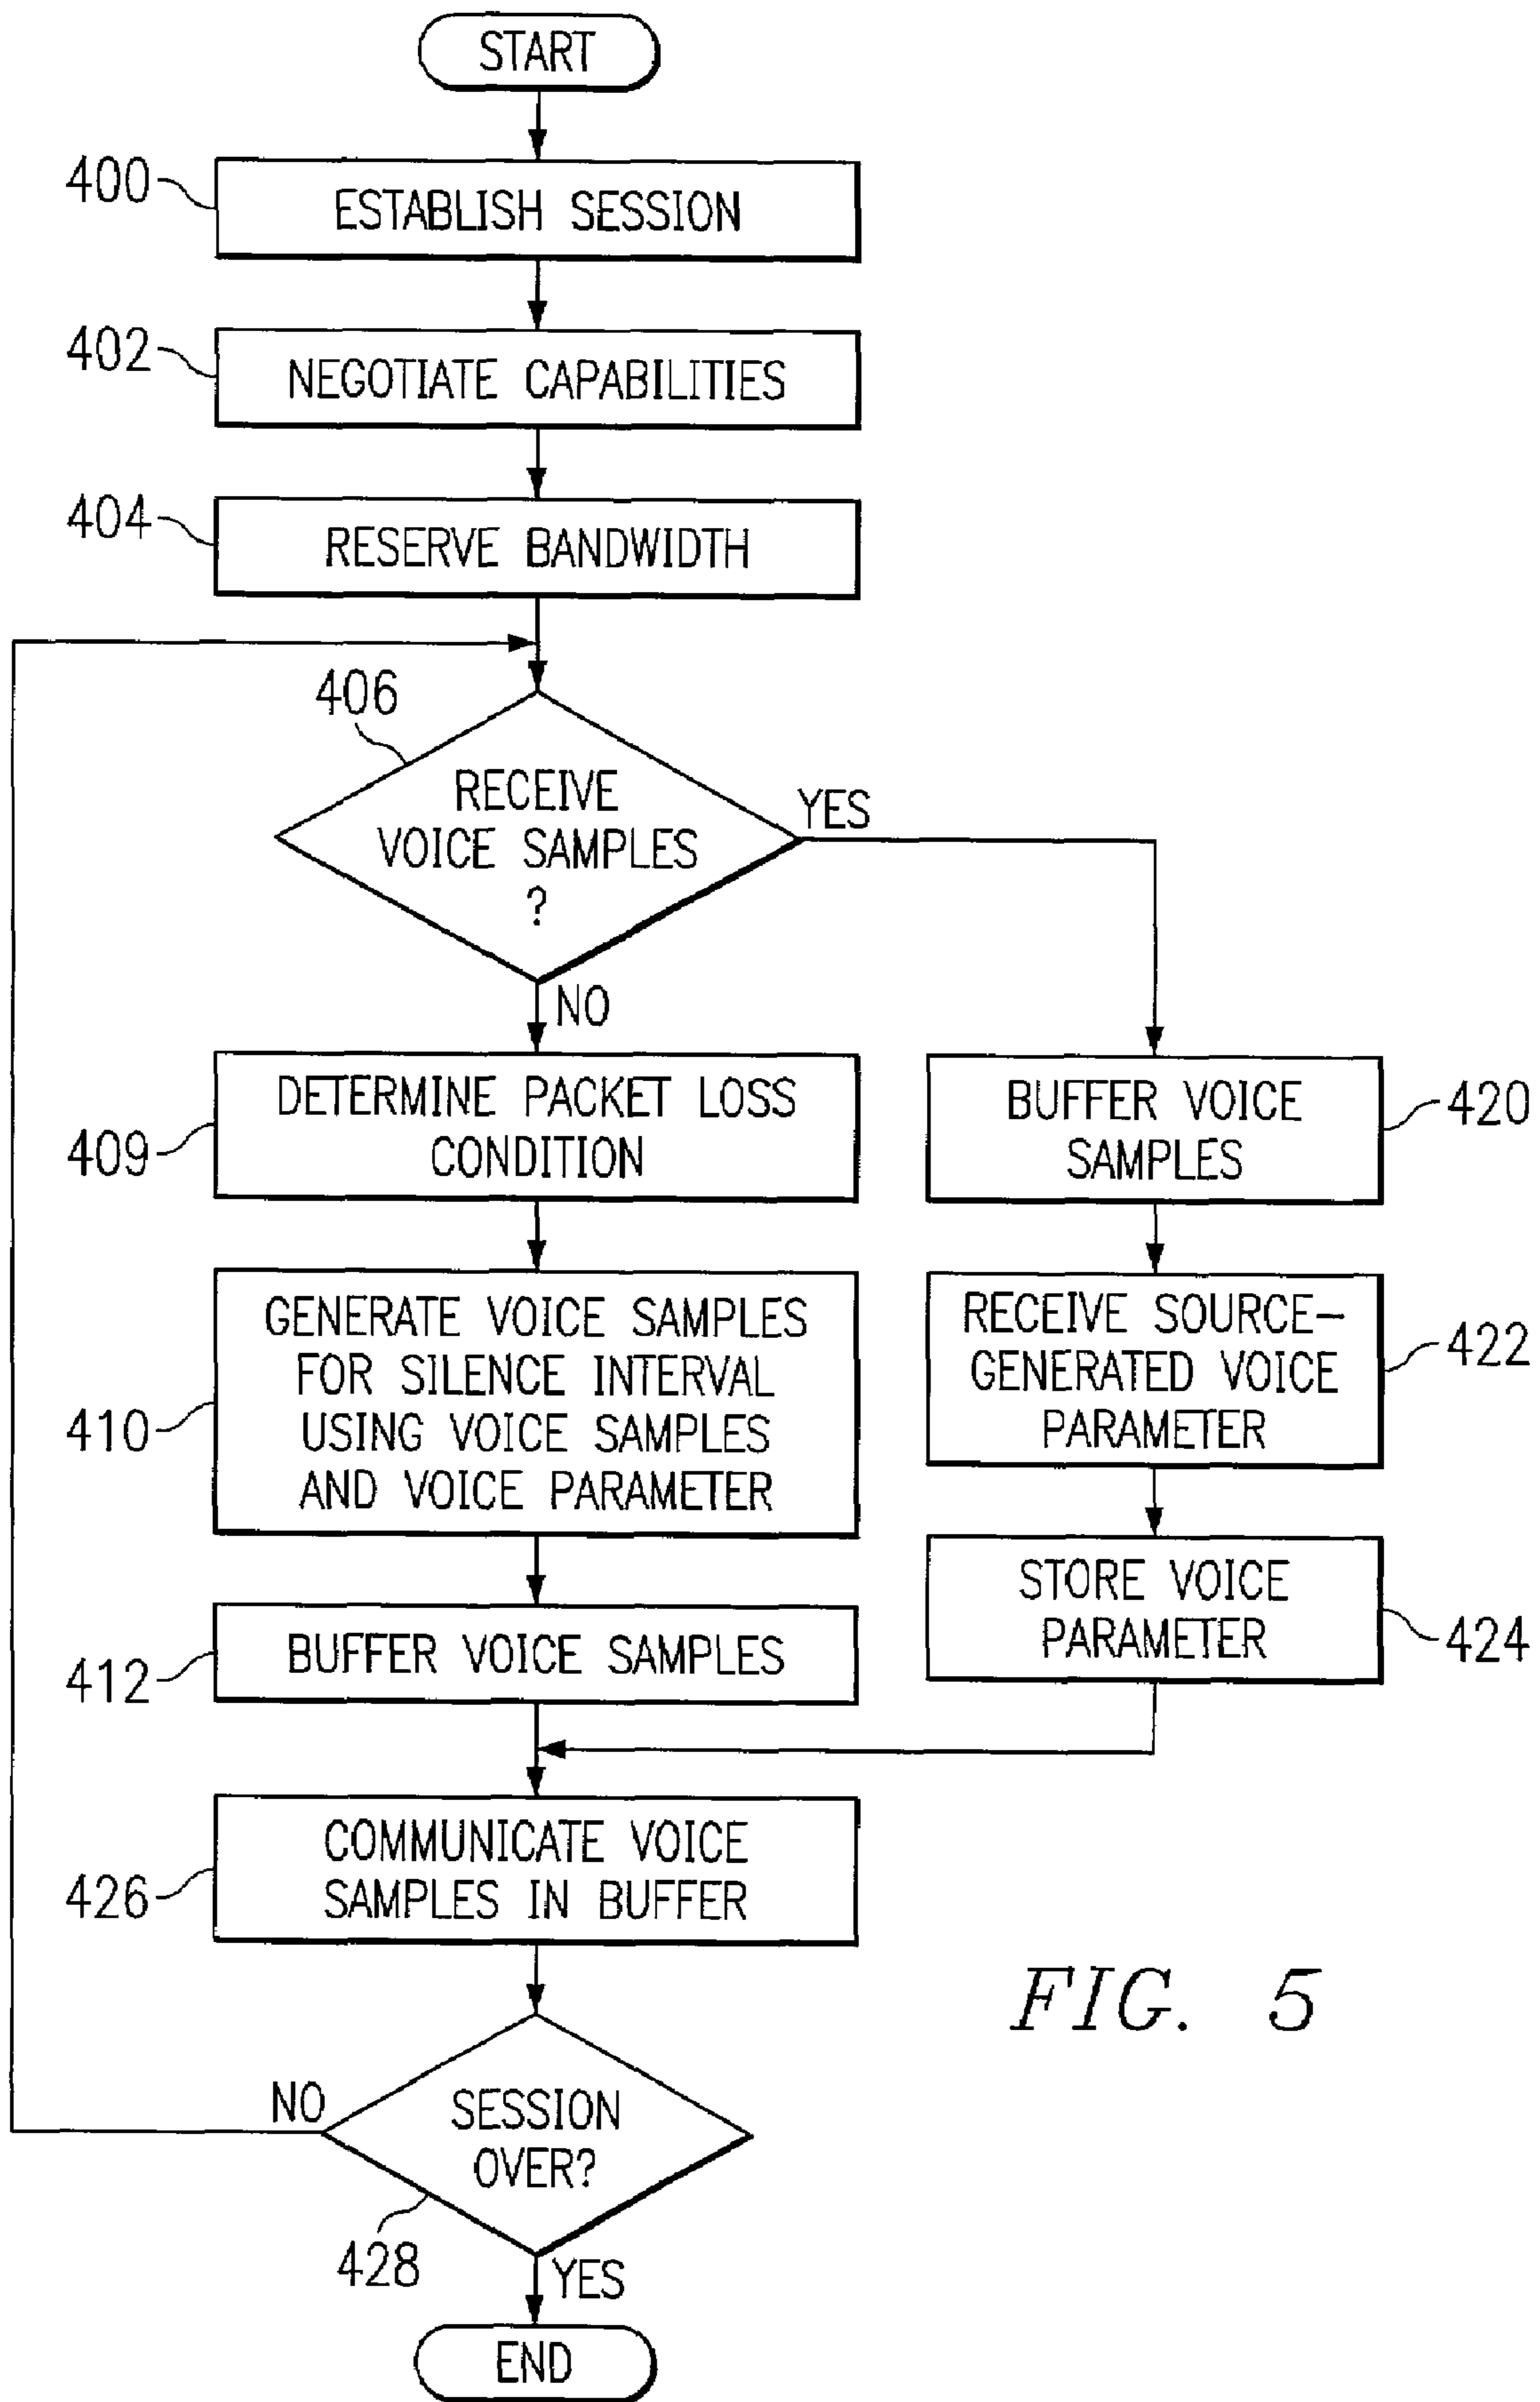 START
400
ESTABLISH SESSION
402
NEGOTIATE CAPABILITIES
404
RESERVE BANDWIDTH
406
RECEIVE
VOICE SAMPLES
?
YES
NO
409
DETERMINE PACKET LOSS
CONDITION
BUFFER VOICE
SAMPLES
420
410
GENERATE VOICE SAMPLES
FOR SILENCE INTERVAL
USING VOICE SAMPLES
AND VOICE PARAMETER
RECEIVE SOURCE–
GENERATED VOICE
PARAMETER
422
412
BUFFER VOICE SAMPLES
STORE VOICE
PARAMETER
424
426
COMMUNICATE VOICE
SAMPLES IN BUFFER
FIG. 5
NO
SESSION
OVER?
428
YES
END